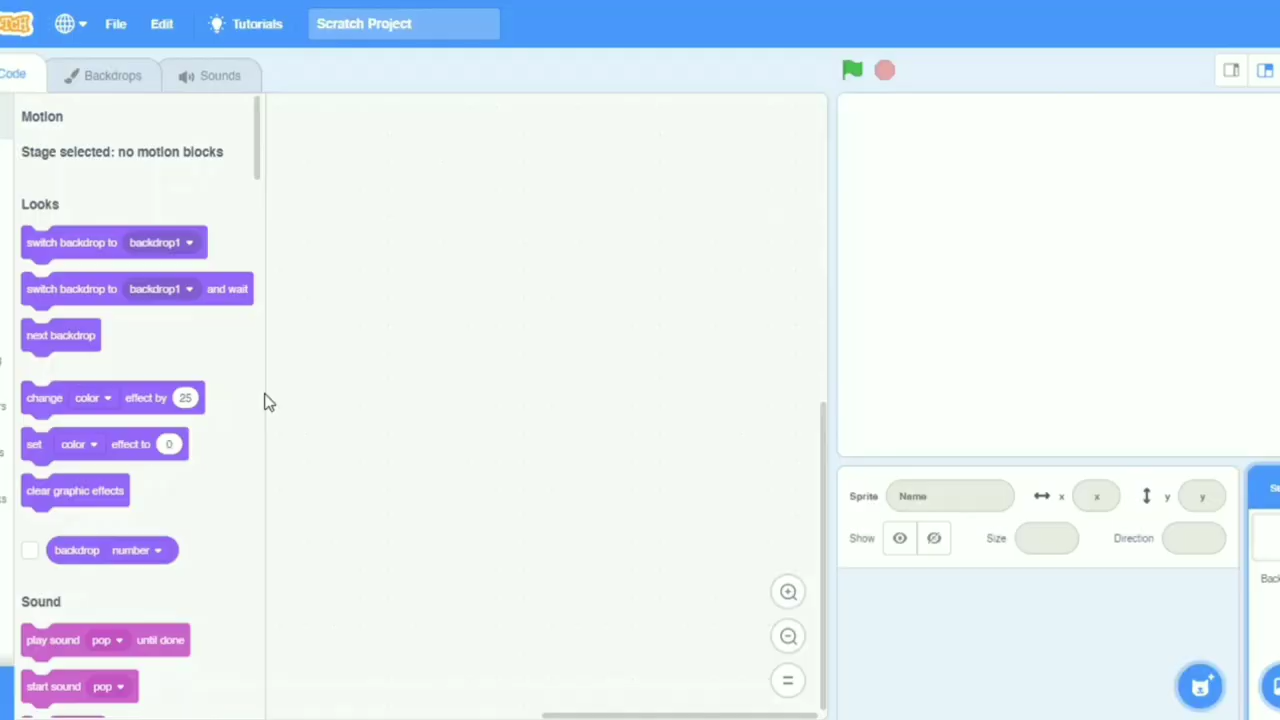 TCH File Edit Tutorials Scratch Project
Code Backdrops Sounds
Motion
Stage selected: no motion blocks
Looks
switch backdrop to backdrop1
switch backdrop to backdrop1 and wait
next backdrop
change color effect by 25
set color effect to 0
clear graphic effects
backdrop number
Sound
play sound pop until done
start sound pop
Sprite Name x x y y
Show Size Direction